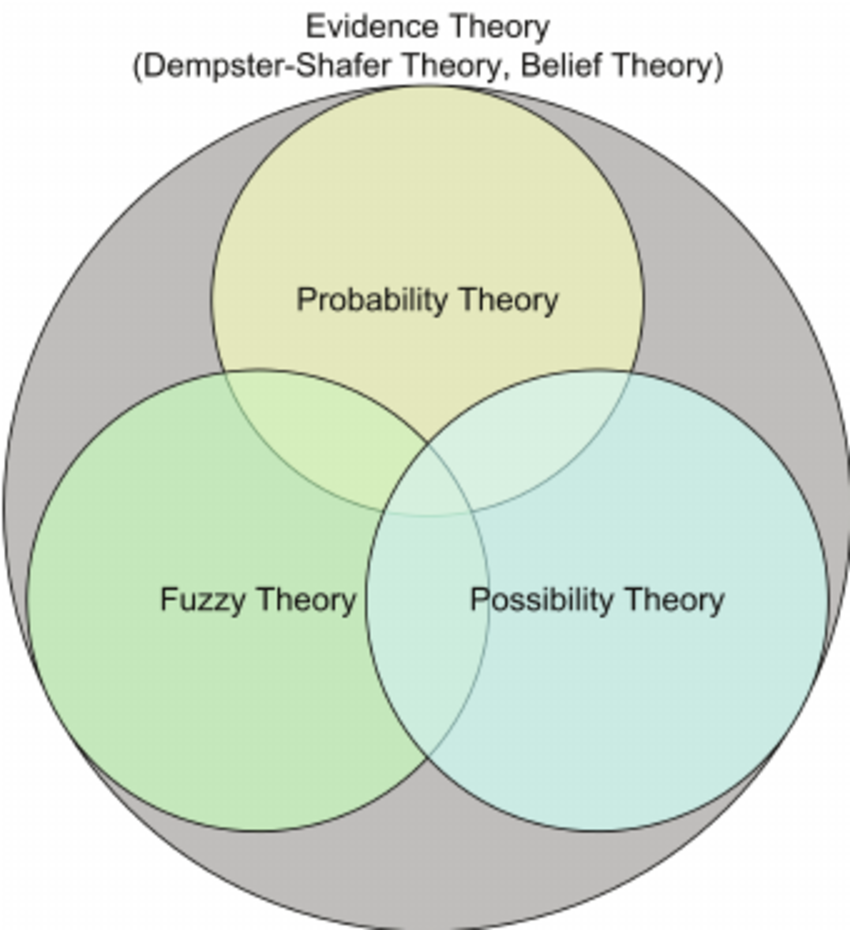 Evidence Theory
(Dempster-Shafer Theory, Belief Theory)
Probability Theory
Fuzzy Theory
Possibility Theory